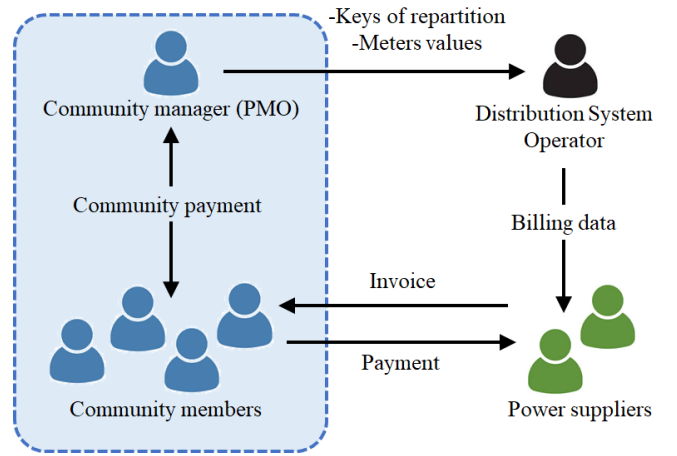 -Keys of repartition
-Meters values
Community manager (PMO)
Distribution System
Operator
Community payment
Billing data
Invoice
Payment
Community members
Power suppliers